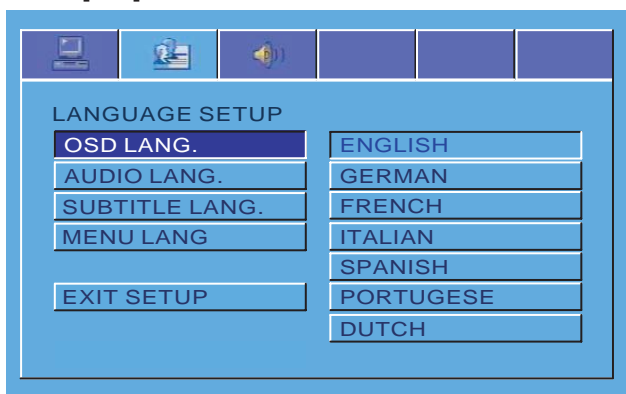 LANGUAGE SETUP
OSD LANG.
AUDIO LANG.
SUBTITLE LANG.
MENU LANG
EXIT SETUP
ENGLISH
GERMAN
FRENCH
ITALIAN
SPANISH
PORTUGESE
DUTCH